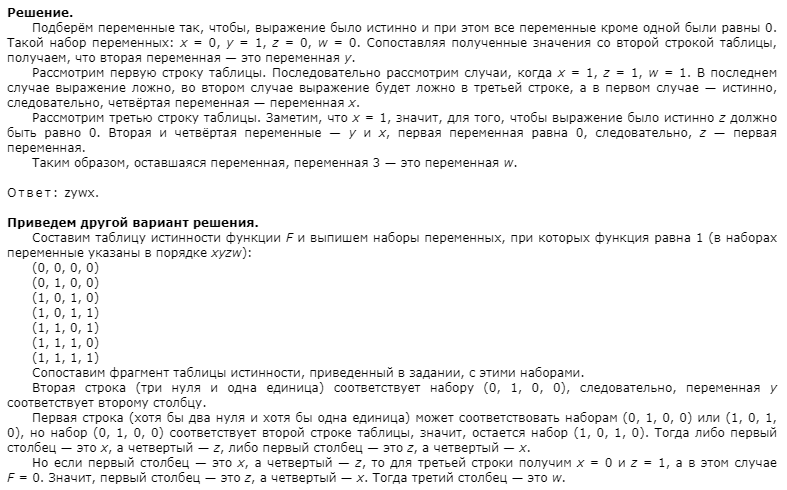 Решение.
Подберём переменные так, чтобы, выражение было истинно и при этом все переменные кроме одной были равны 0.
Такой набор переменных: x = 0, y = 1, z = 0, w = 0. Сопоставляя полученные значения со второй строкой таблицы,
получаем, что вторая переменная — это переменная y.
Рассмотрим первую строку таблицы. Последовательно рассмотрим случаи, когда x = 1, z = 1, w = 1. В последнем
случае выражение ложно, во втором случае выражение будет ложно в третьей строке, а в первом случае — истинно,
следовательно, четвёртая переменная — переменная x.
Рассмотрим третью строку таблицы. Заметим, что x = 1, значит, для того, чтобы выражение было истинно z должно
быть равно 0. Вторая и четвёртая переменные — y и x, первая переменная равна 0, следовательно, z — первая
переменная.
Таким образом, оставшаяся переменная, переменная 3 — это переменная w.
Ответ: zywx.
Приведем другой вариант решения.
Составим таблицу истинности функции F и выпишем наборы переменных, при которых функция равна 1 (в наборах
переменные указаны в порядке xyzw):
(0, 0, 0, 0)
(0, 1, 0, 0)
(1, 0, 1, 0)
(1, 0, 1, 1)
(1, 1, 0, 1)
(1, 1, 1, 0)
(1, 1, 1, 1)
Сопоставим фрагмент таблицы истинности, приведенный в задании, с этими наборами.
Вторая строка (три нуля и одна единица) соответствует набору (0, 1, 0, 0), следовательно, переменная y
соответствует второму столбцу.
Первая строка (хотя бы два нуля и хотя бы одна единица) может соответствовать наборам (0, 1, 0, 0) или (1, 0, 1,
0), но набор (0, 1, 0, 0) соответствует второй строке таблицы, значит, остается набор (1, 0, 1, 0). Тогда либо первый
столбец — это x, а четвертый — z, либо первый столбец — это z, а четвертый — x.
Но если первый столбец — это x, а четвертый — z, то для третьей строки получим x = 0 и z = 1, а в этом случае
F = 0. Значит, первый столбец — это z, а четвертый — x. Тогда третий столбец — это w.